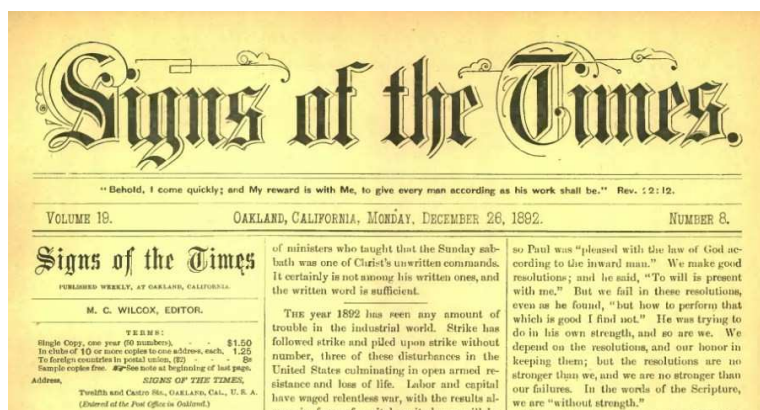 Signs of the Times.
"Behold, I come quickly; and My reward is with Me, to give every man according as his work shall be." Rev. 22:12.
VOLUME 19. OAKLAND, CALIFORNIA, MONDAY, DECEMBER 26, 1892. NUMBER 8.
Signs of the Times
PUBLISHED WEEKLY, AT OAKLAND, CALIFORNIA.
M. C. WILCOX, EDITOR.
TERMS:
Single Copy, one year (50 numbers), - - - $1.50
In clubs of 10 or more copies to one address, each, 1.25
To foreign countries in postal union, ($2) - - - 8s
Sample copies free. ☞See note at beginning of last page.
Address, SIGNS OF THE TIMES,
Twelfth and Castro Sts., OAKLAND, CAL., U. S. A.
(Entered at the Post Office in Oakland.)
of ministers who taught that the Sunday sab-
bath was one of Christ's unwritten commands.
It certainly is not among his written ones, and
the written word is sufficient.
THE year 1892 has seen any amount of
trouble in the industrial world. Strike has
followed strike and piled upon strike without
number, three of these disturbances in the
United States culminating in open armed re-
sistance and loss of life. Labor and capital
have waged relentless war, with the results al-
so Paul was "pleased with the law of God ac-
cording to the inward man." We make good
resolutions; and he said, "To will is present
with me." But we fail in these resolutions,
even as he found, "but how to perform that
which is good I find not." He was trying to
do in his own strength, and so are we. We
depend on the resolutions, and our honor in
keeping them; but the resolutions are no
stronger than we, and we are no stronger than
our failures. In the words of the Scripture,
we are "without strength."